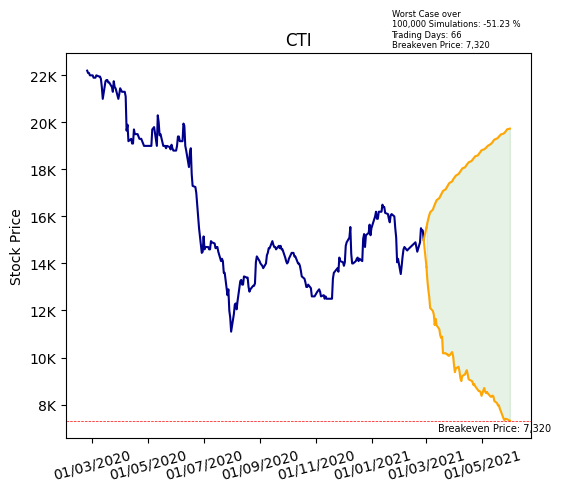 Worst Case over
100,000 Simulations: -51.23 %
Trading Days: 66
Breakeven Price: 7,320
CTI
Stock Price
22K
20K
18K
16K
14K
12K
10K
8K
Breakeven Price: 7,320
01/03/2020
01/05/2020
01/07/2020
01/09/2020
01/11/2020
01/01/2021
01/03/2021
01/05/2021